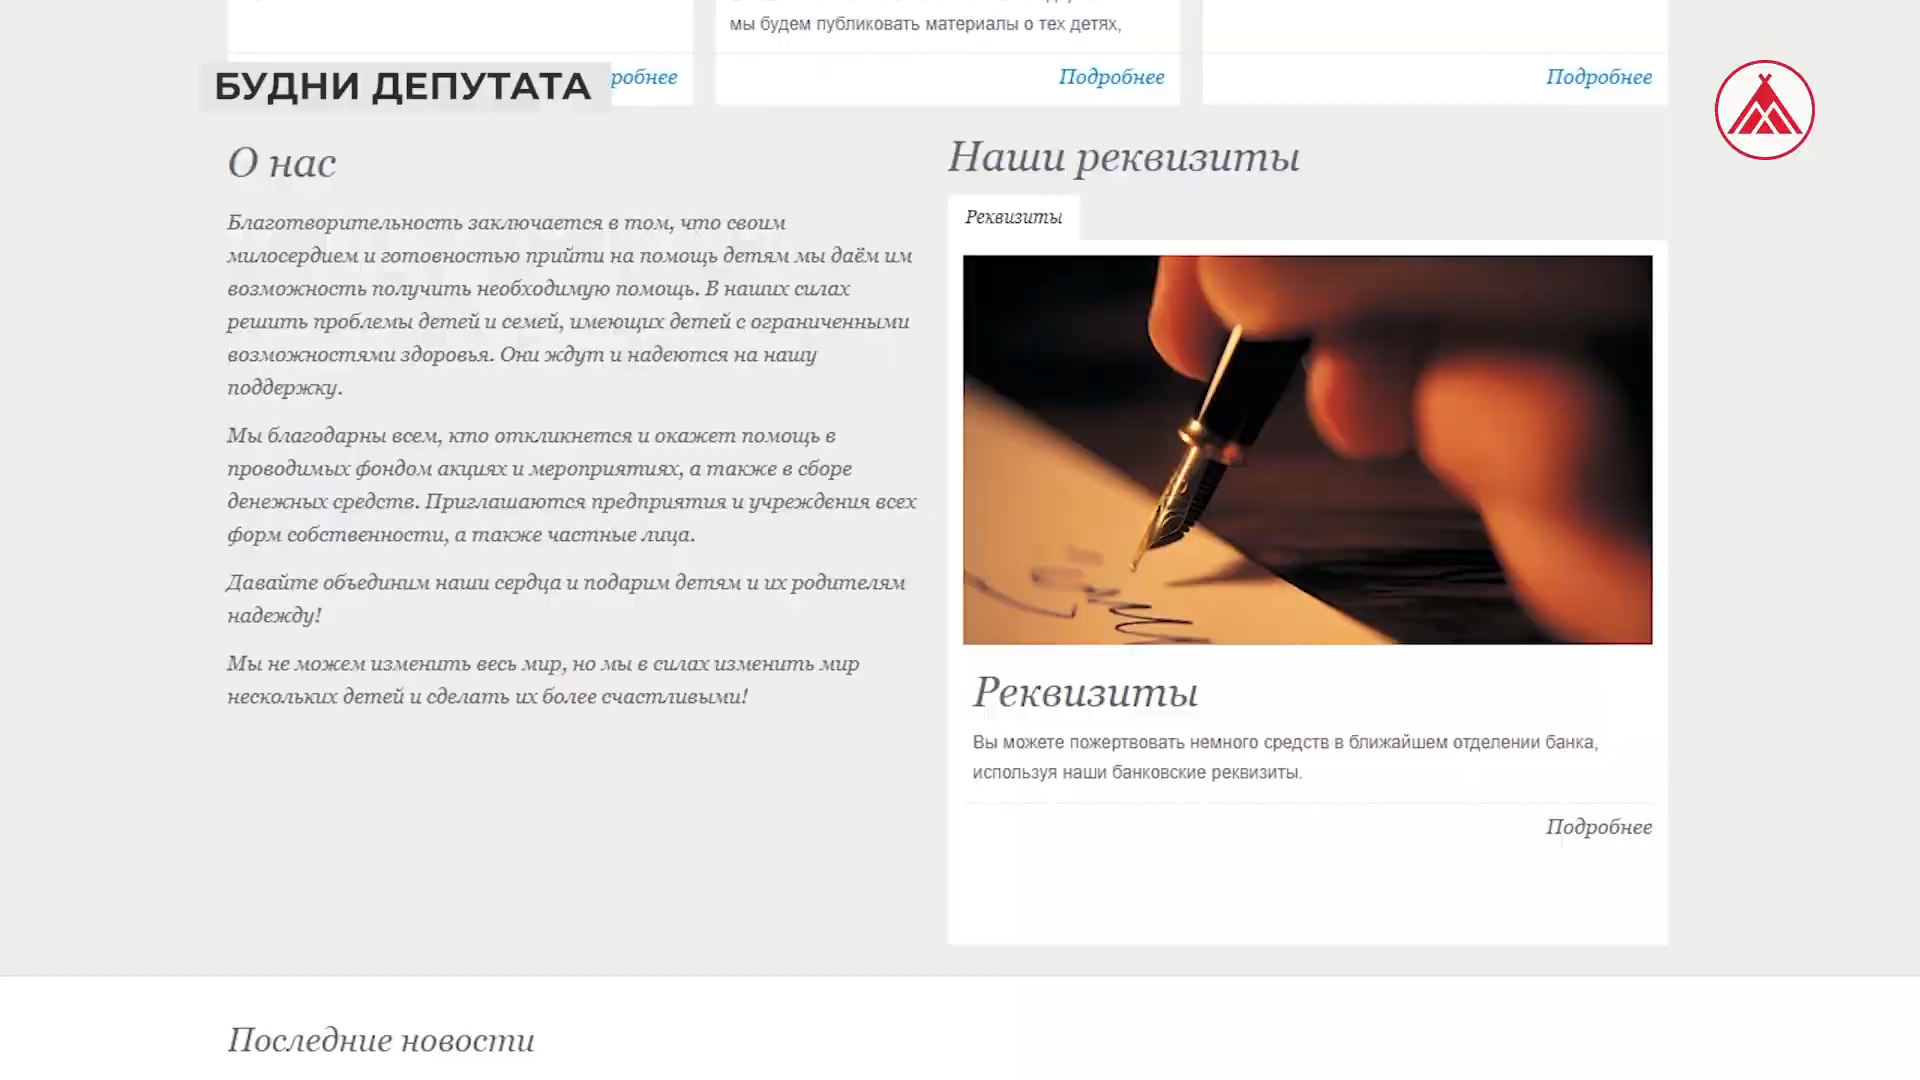 мы будем публиковать материалы о тех детях,
БУДНИ ДЕПУТАТА
робнее
Подробнее
Подробнее
О нас
Благотворительность заключается в том, что своим
милосердием и готовностью прийти на помощь детям мы даём им
возможность получить необходимую помощь. В наших силах
решить проблемы детей и семей, имеющих детей с ограниченными
возможностями здоровья. Они ждут и надеются на нашу
поддержку.
Мы благодарны всем, кто откликнется и окажет помощь в
проводимых фондом акциях и мероприятиях, а также в сборе
денежных средств. Приглашаются предприятия и учреждения всех
форм собственности, а также частные лица.
Давайте объединим наши сердца и подарим детям и их родителям
надежду!
Мы не можем изменить весь мир, но мы в силах изменить мир
нескольких детей и сделать их более счастливыми!
Наши реквизиты
Реквизиты
Реквизиты
Вы можете пожертвовать немного средств в ближайшем отделении банка,
используя наши банковские реквизиты.
Подробнее
Последние новости